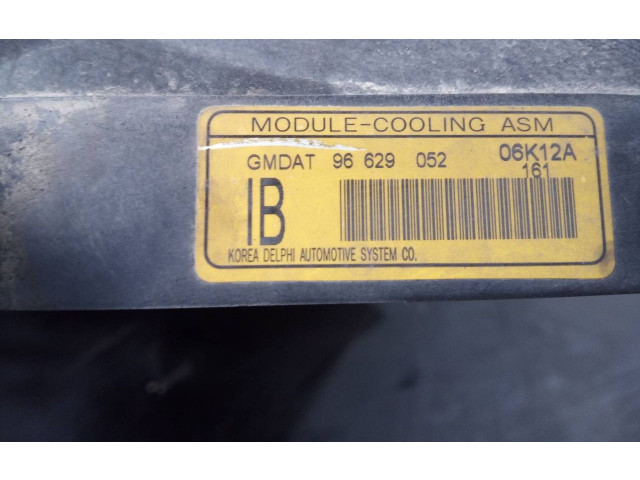 MODULE-COOLING ASM
GMDAT 96 629 052 06K12A
161
IB
KOREA DELPHI AUTOMOTIVE SYSTEM CO.